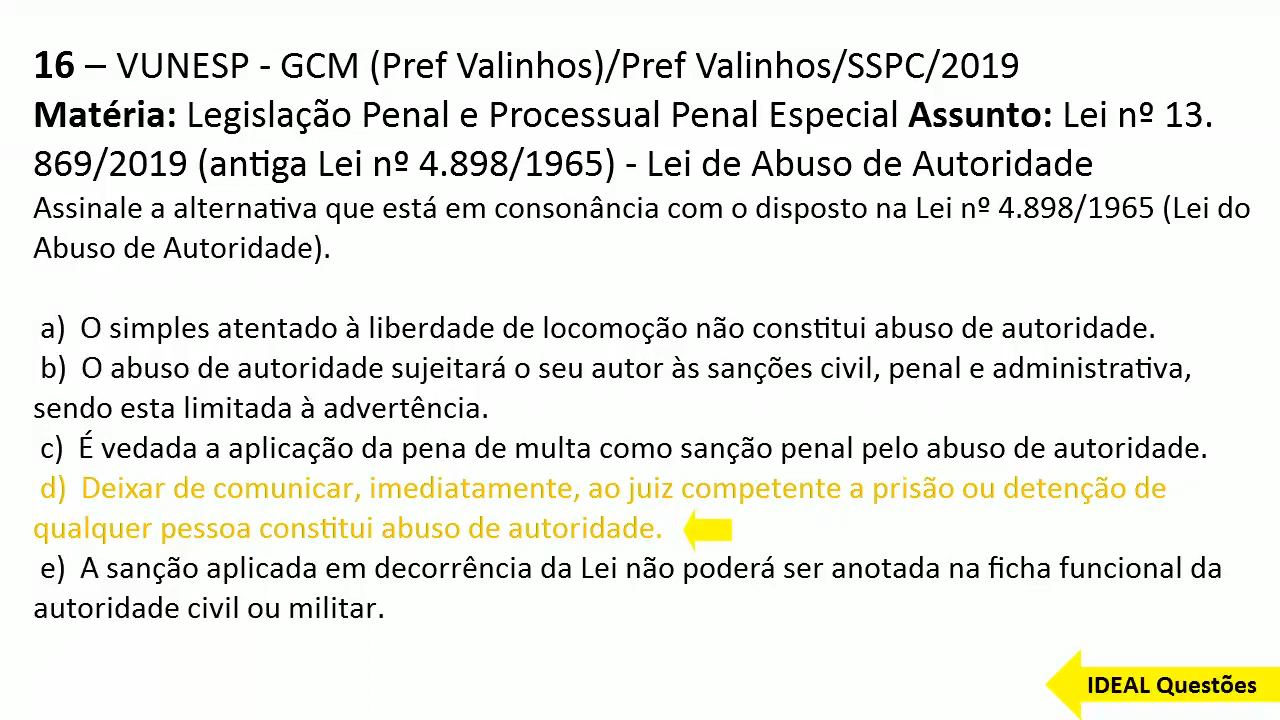 16 – VUNESP - GCM (Pref Valinhos)/Pref Valinhos/SSPC/2019
Matéria: Legislação Penal e Processual Penal Especial Assunto: Lei nº 13.
869/2019 (antiga Lei nº 4.898/1965) - Lei de Abuso de Autoridade
Assinale a alternativa que está em consonância com o disposto na Lei nº 4.898/1965 (Lei do
Abuso de Autoridade).
a) O simples atentado à liberdade de locomoção não constitui abuso de autoridade.
b) O abuso de autoridade sujeitará o seu autor às sanções civil, penal e administrativa,
sendo esta limitada à advertência.
c) É vedada a aplicação da pena de multa como sanção penal pelo abuso de autoridade.
d) Deixar de comunicar, imediatamente, ao juiz competente a prisão ou detenção de
qualquer pessoa constitui abuso de autoridade.
e) A sanção aplicada em decorrência da Lei não poderá ser anotada na ficha funcional da
autoridade civil ou militar.
IDEAL Questões